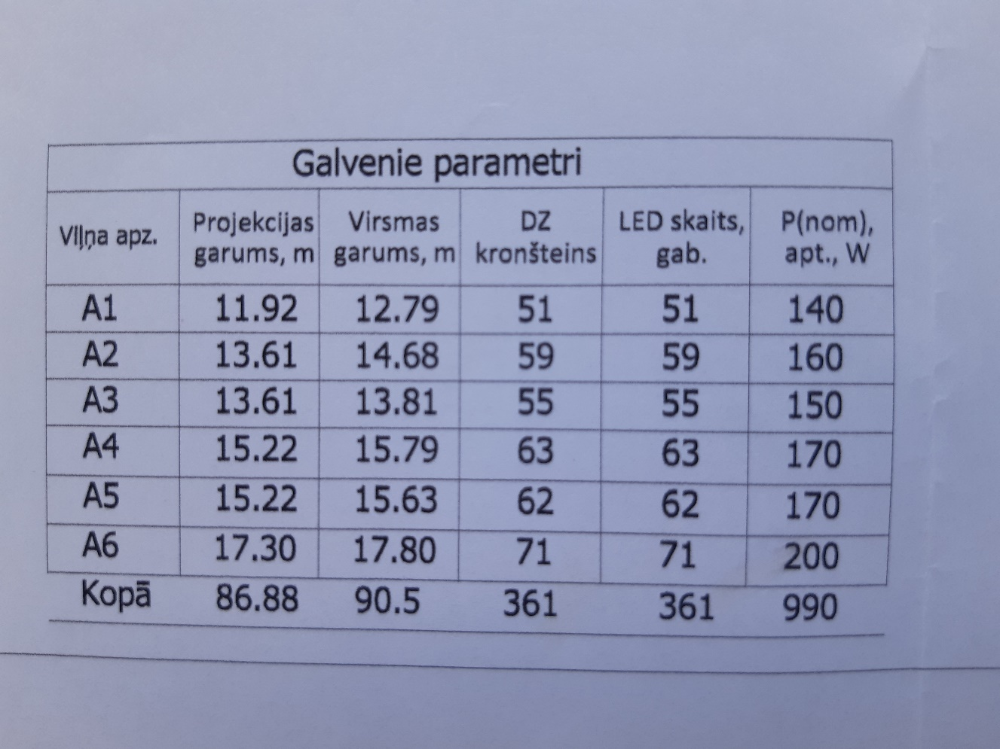 Galvenie parametri
Viļņa apz. Projekcijas garums, m Virsmas garums, m DZ kronšteins LED skaits, gab. P(nom), apt., W
A1 11.92 12.79 51 51 140
A2 13.61 14.68 59 59 160
A3 13.61 13.81 55 55 150
A4 15.22 15.79 63 63 170
A5 15.22 15.63 62 62 170
A6 17.30 17.80 71 71 200
Kopā 86.88 90.5 361 361 990